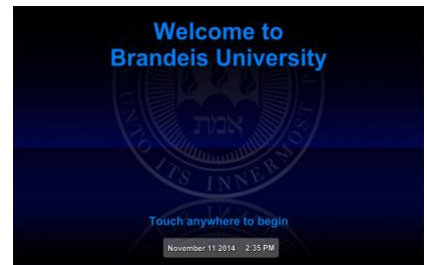 Welcome to
Brandeis University
אמת
UNTO ITS INNERMOST
Touch anywhere to begin
November 11 2014 2:35 PM